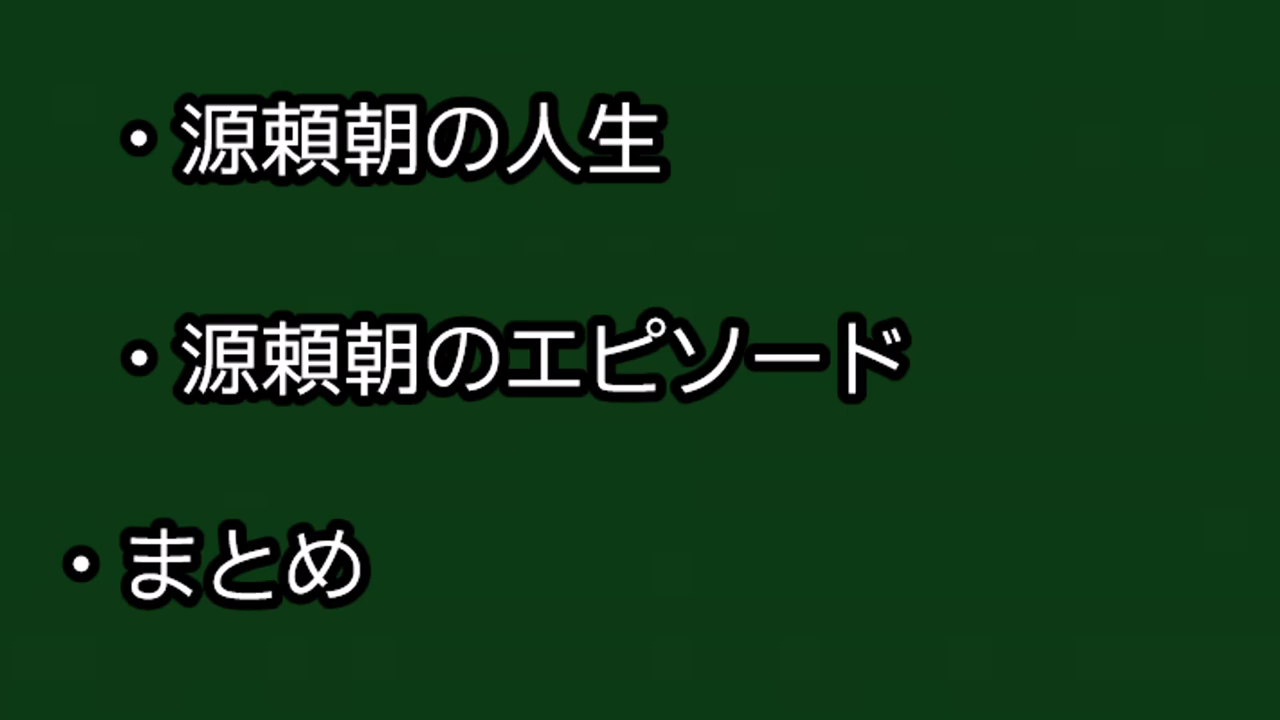 ・源頼朝の人生
・源頼朝のエピソード
・まとめ